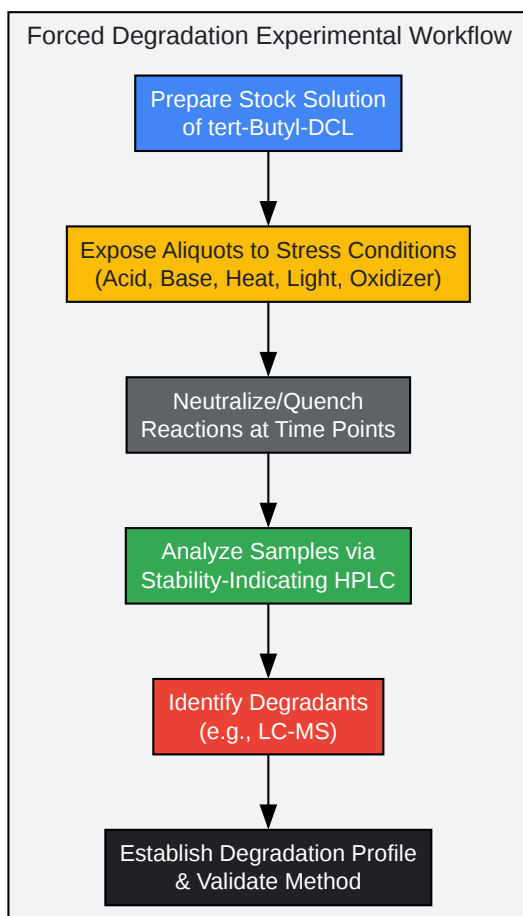 Forced Degradation Experimental Workflow
Prepare Stock Solution
of tert-Butyl-DCL
Expose Aliquots to Stress Conditions
(Acid, Base, Heat, Light, Oxidizer)
Neutralize/Quench
Reactions at Time Points
Analyze Samples via
Stability-Indicating HPLC
Identify Degradants
(e.g., LC-MS)
Establish Degradation Profile
& Validate Method